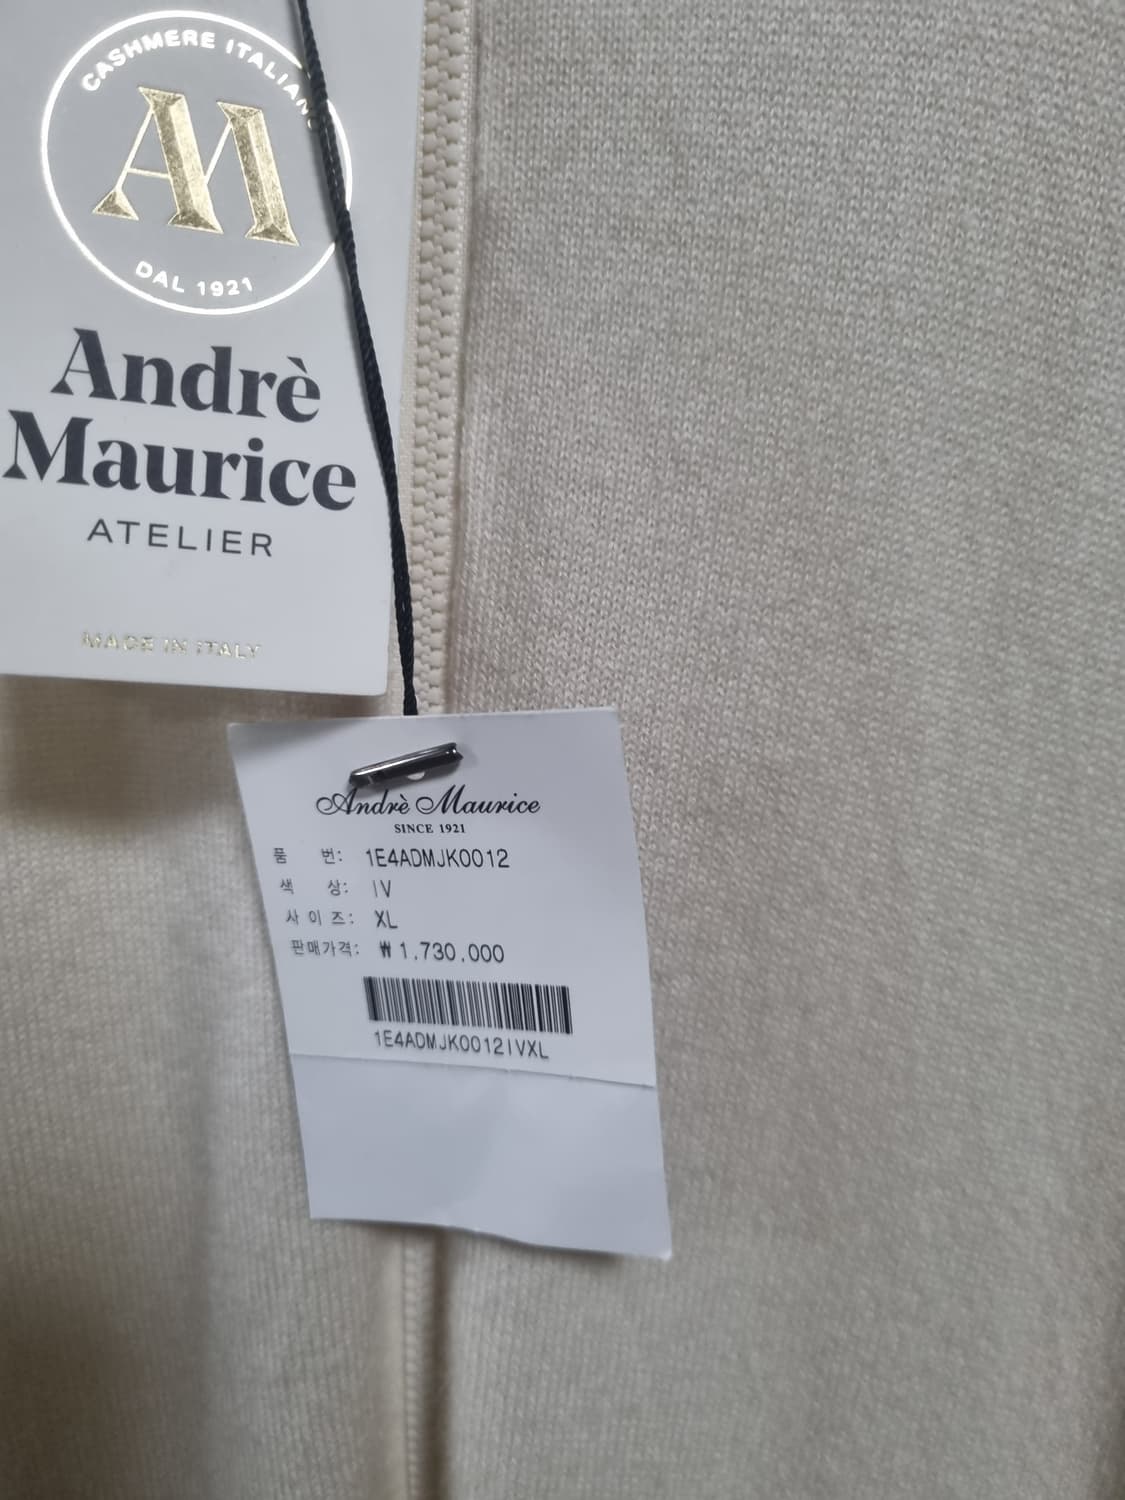 CASHMERE ITALIANO
AM
DAL 1921
Andrè
Maurice
ATELIER
MADE IN ITALY
Andrè Maurice
SINCE 1921
품 번: 1E4ADMJK0012
색 상: IV
사 이 즈: XL
판매가격: ₩1,730,000
1E4ADMJK0012IVXL